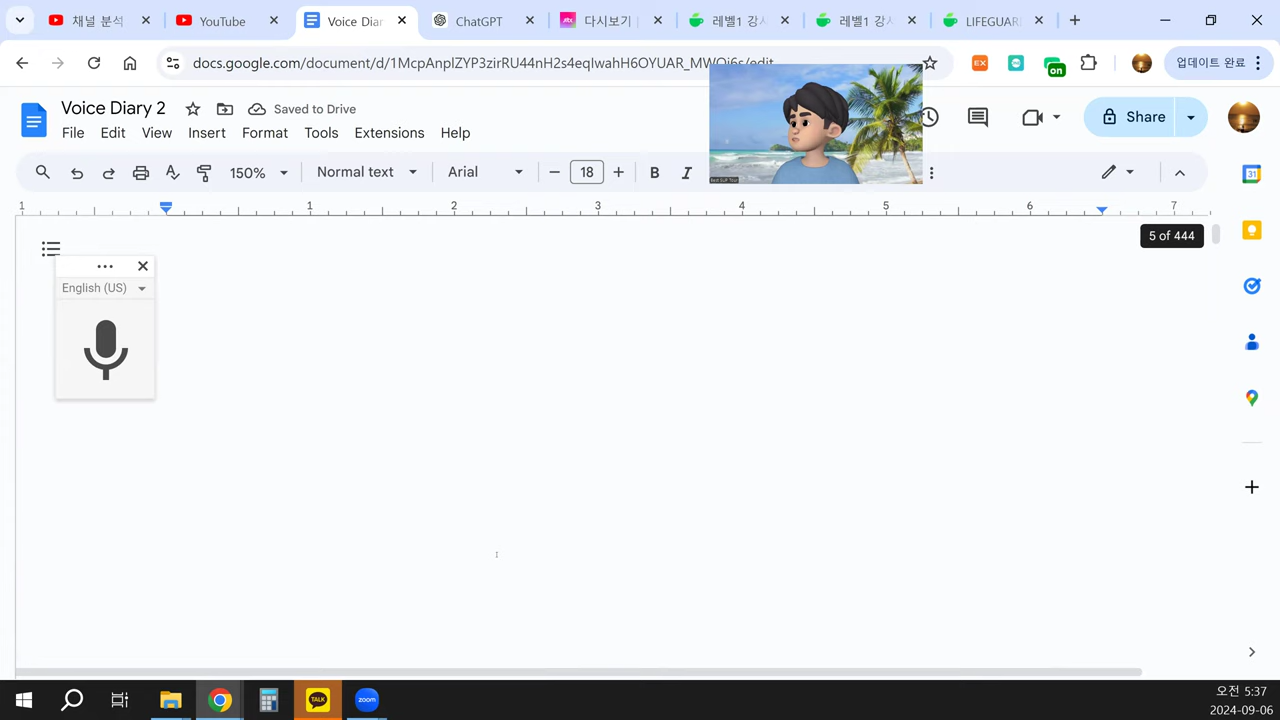 채널 분석
YouTube
Voice Diar
ChatGPT
다시보기
레벨1 강
레벨1 강
LIFEGUAR
docs.google.com/document/d/1McpAnplZYP3zirRU44nH2s4eqIwahH6OYUAR_MWOj6s/edit
EX
on
업데이트 완료
Voice Diary 2
Saved to Drive
File Edit View Insert Format Tools Extensions Help
Share
150%
Normal text
Arial
18
B
I
1 1 2 3 4 5 6 7
5 of 444
31
English (US)
TALK
zoom
오전 5:37
2024-09-06